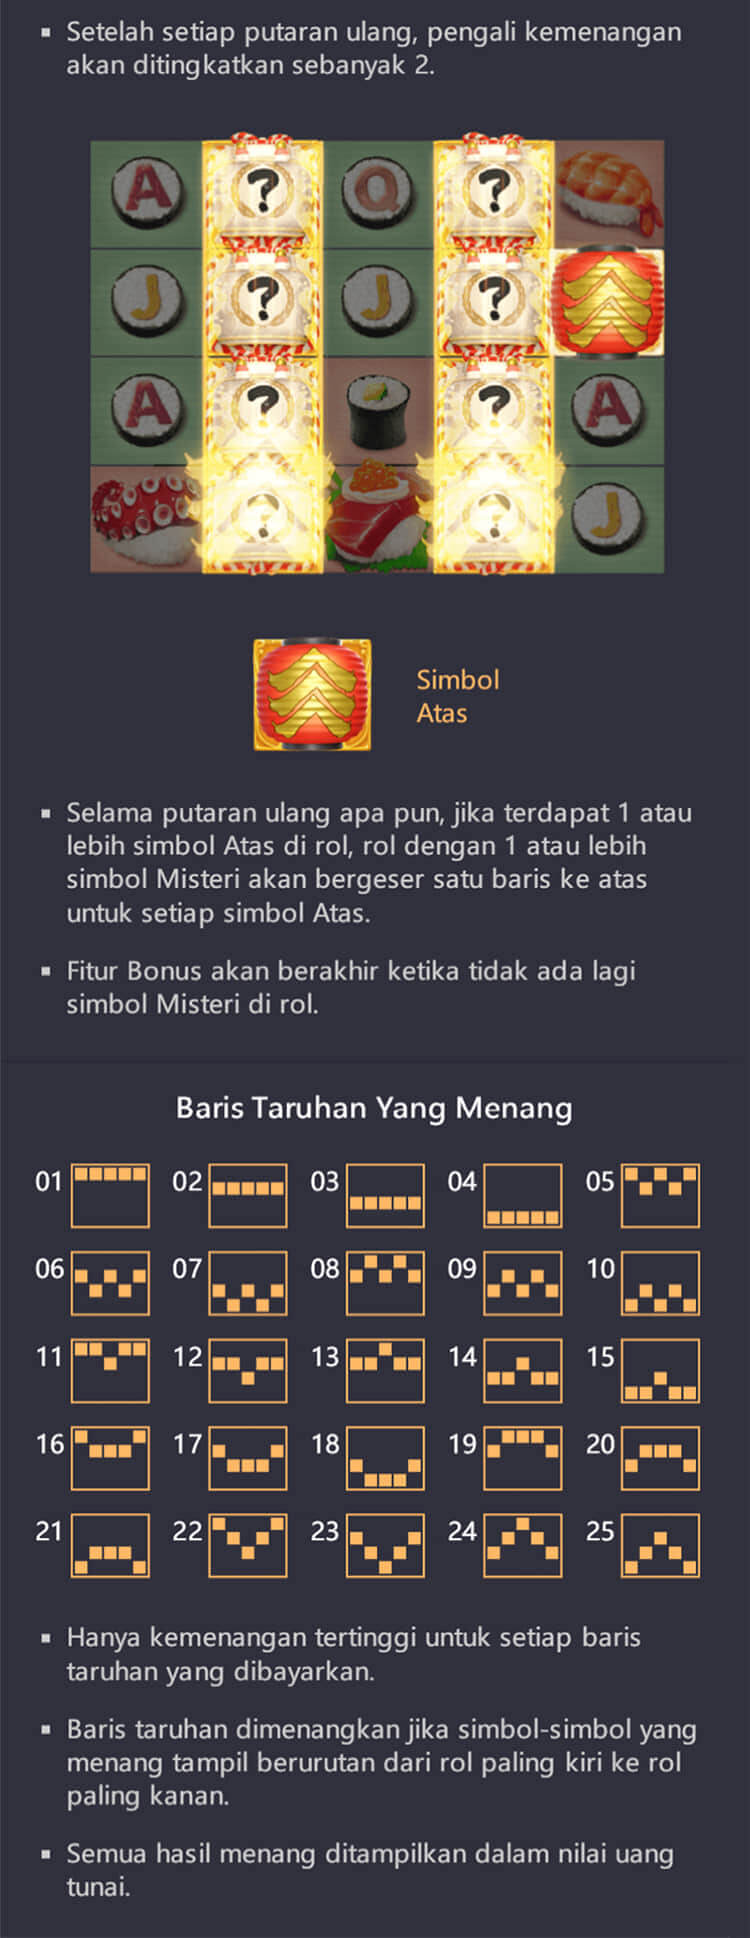 Setelah setiap putaran ulang, pengali kemenangan
akan ditingkatkan sebanyak 2.
A ? Q ?
J ? J ?
A ? ? A
? ? J
Simbol
Atas
Selama putaran ulang apa pun, jika terdapat 1 atau
lebih simbol Atas di rol, rol dengan 1 atau lebih
simbol Misteri akan bergeser satu baris ke atas
untuk setiap simbol Atas.
Fitur Bonus akan berakhir ketika tidak ada lagi
simbol Misteri di rol.
Baris Taruhan Yang Menang
01 02 03 04 05
06 07 08 09 10
11 12 13 14 15
16 17 18 19 20
21 22 23 24 25
Hanya kemenangan tertinggi untuk setiap baris
taruhan yang dibayarkan.
Baris taruhan dimenangkan jika simbol-simbol yang
menang tampil berurutan dari rol paling kiri ke rol
paling kanan.
Semua hasil menang ditampilkan dalam nilai uang
tunai.